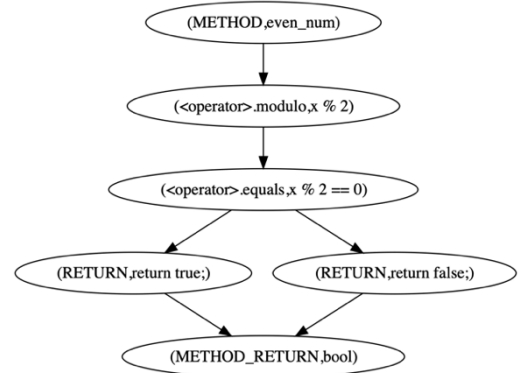 (METHOD,even_num)
(<operator>.modulo,x % 2)
(<operator>.equals,x % 2 == 0)
(RETURN,return true;)
(RETURN,return false;)
(METHOD_RETURN,bool)